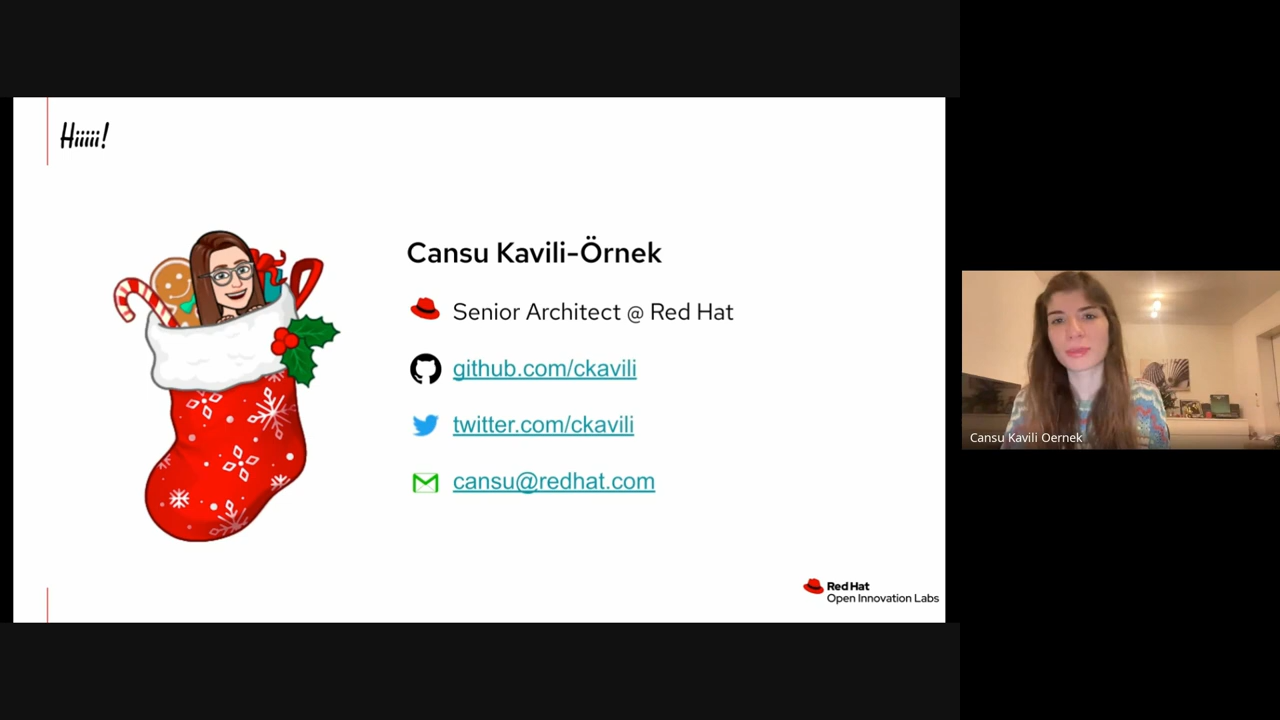 Hiiiii!
Cansu Kavili-Örnek
Senior Architect @ Red Hat
github.com/ckavili
twitter.com/ckavili
cansu@redhat.com
Red Hat
Open Innovation Labs
Cansu Kavili Oernek